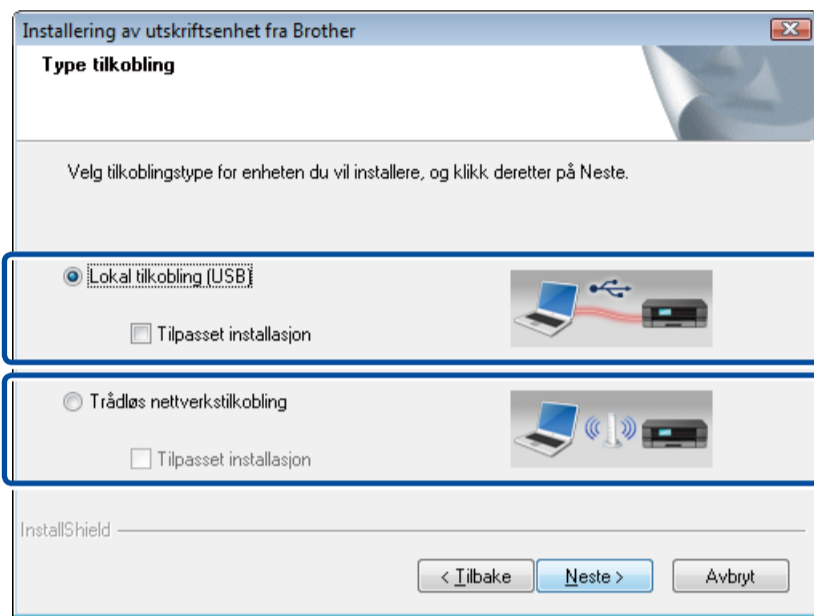 Installering av utskriftsenhet fra Brother
Type tilkobling
Velg tilkoblingstype for enheten du vil installere, og klikk deretter på Neste.
Lokal tilkobling (USB)
Tilpasset installasjon
Trådløs nettverkstilkobling
Tilpasset installasjon
InstallShield
< Tilbake Neste > Avbryt